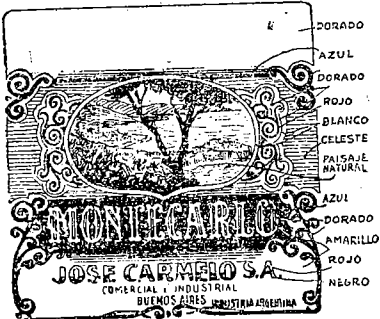 DORADO
AZUL
DORADO
ROJO
BLANCO
CELESTE
PAISAJE
NATURAL
AZUL
DORADO
AMARILLO
ROJO
NEGRO
MONTECARLO
JOSE CARMELO S.A.
COMERCIAL E INDUSTRIAL
BUENOS AIRES INDUSTRIA ARGENTINA